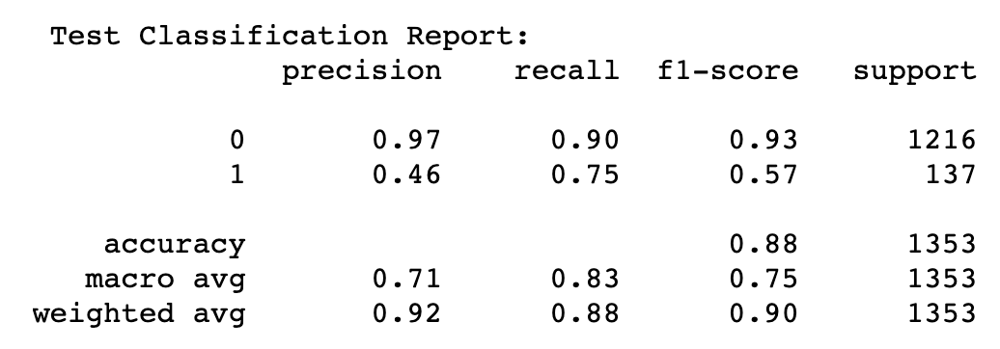 Test Classification Report:
precision recall f1-score support
0 0.97 0.90 0.93 1216
1 0.46 0.75 0.57 137
accuracy 0.88 1353
macro avg 0.71 0.83 0.75 1353
weighted avg 0.92 0.88 0.90 1353